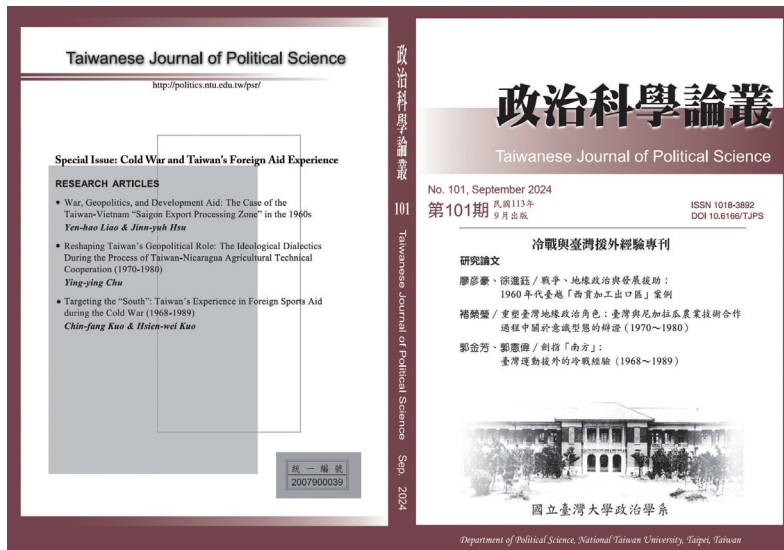 Taiwanese Journal of Political Science
http://politics.ntu.edu.tw/psr/
Special Issue: Cold War and Taiwan's Foreign Aid Experience
RESEARCH ARTICLES
• War, Geopolitics, and Development Aid: The Case of the
Taiwan-Vietnam "Saigon Export Processing Zone" in the 1960s
Yen-hao Liao & Jinn-yuh Hsu
• Reshaping Taiwan's Geopolitical Role: The Ideological Dialectics
During the Process of Taiwan-Nicaragua Agricultural Technical
Cooperation (1970-1980)
Ying-ying Chu
• Targeting the "South": Taiwan's Experience in Foreign Sports Aid
during the Cold War (1968-1989)
Chin-fang Kuo & Hsien-wei Kuo
統一編號
2007900039
政治科學論叢 101 Taiwanese Journal of Political Science Sep. 2024
政治科學論叢
Taiwanese Journal of Political Science
No. 101, September 2024
第101期 民國113年
9月出版
ISSN 1018-3892
DOI 10.6166/TJPS
冷戰與臺灣援外經驗專刊
研究論文
廖彥豪、徐進鈺/戰爭、地緣政治與發展援助：
1960年代臺越「西貢加工出口區」案例
褚縈瑩/重塑臺灣地緣政治角色：臺灣與尼加拉瓜農業技術合作
過程中關於意識型態的辯證(1970～1980)
郭金芳、郭憲偉/劍指「南方」：
臺灣運動援外的冷戰經驗(1968～1989)
國立臺灣大學政治學系
Department of Political Science, National Taiwan University, Taipei, Taiwan